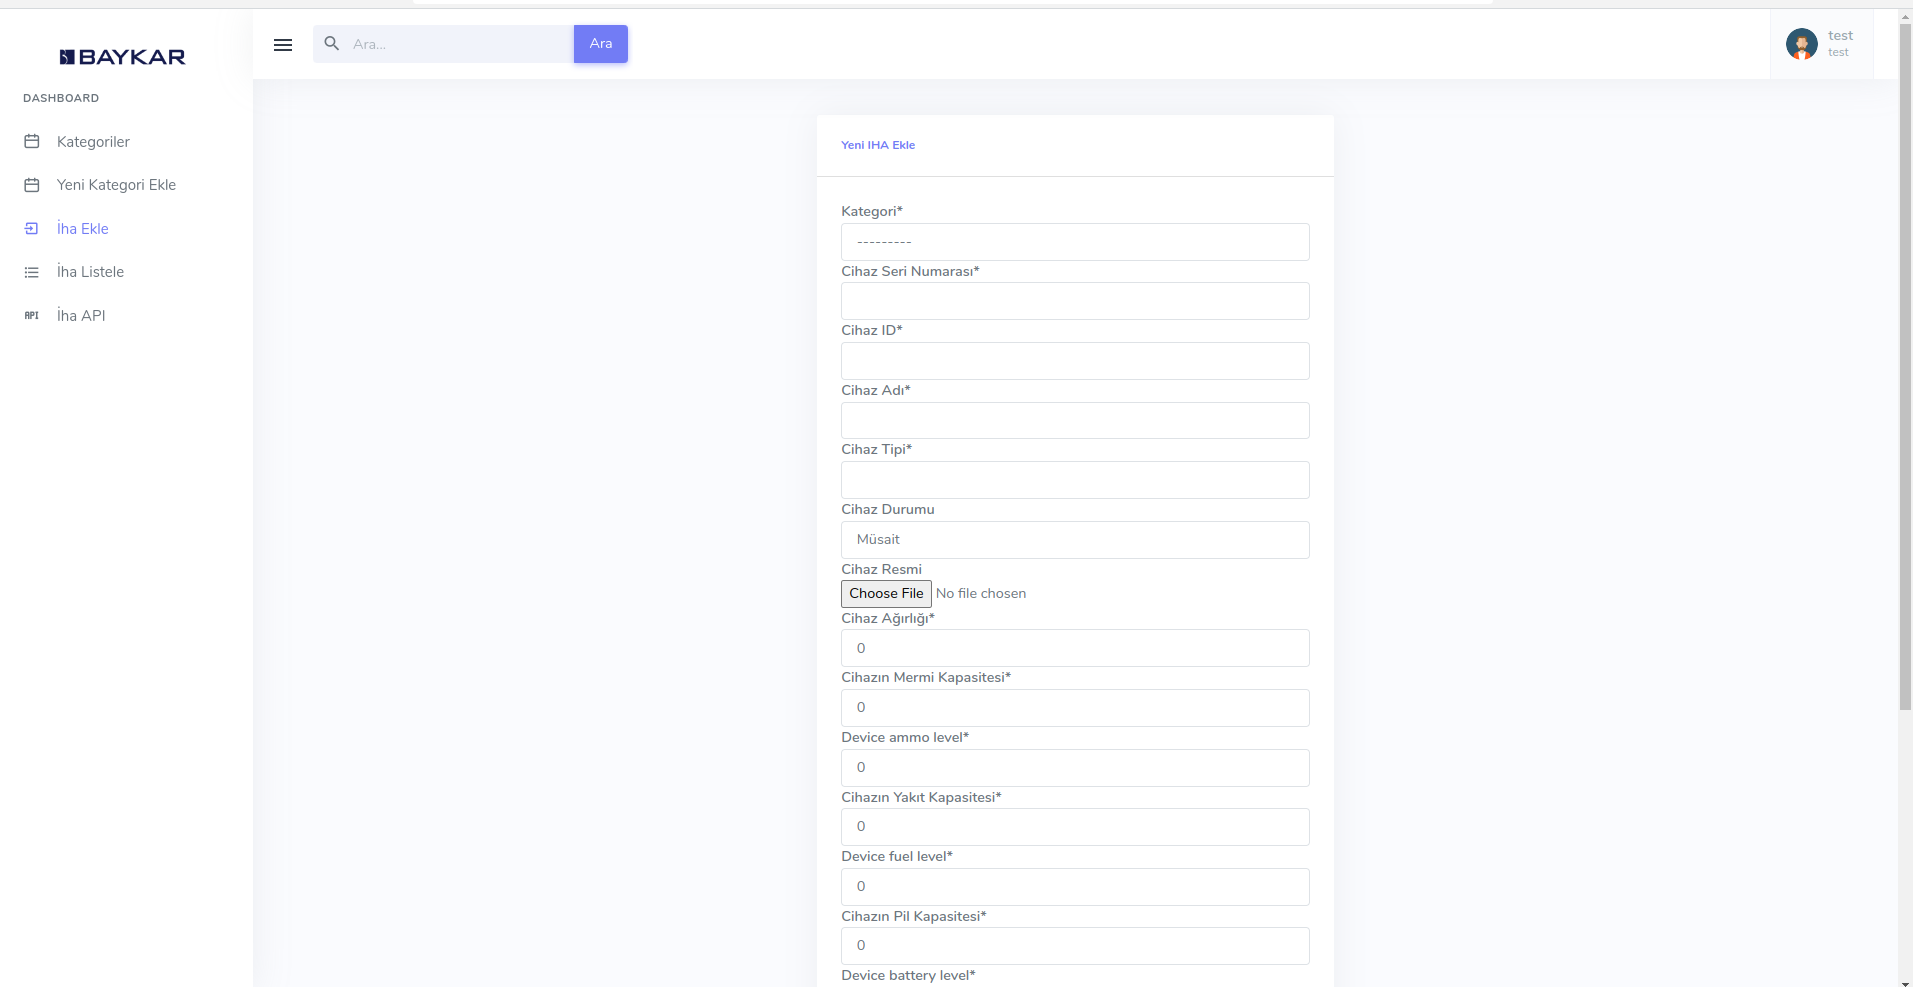 BAYKAR
DASHBOARD
Kategoriler
Yeni Kategori Ekle
İha Ekle
İha Listele
API İha API
Ara...
Ara
test
test
Yeni IHA Ekle
Kategori*
---------
Cihaz Seri Numarası*
Cihaz ID*
Cihaz Adı*
Cihaz Tipi*
Cihaz Durumu
Müsait
Cihaz Resmi
Choose File No file chosen
Cihaz Ağırlığı*
0
Cihazın Mermi Kapasitesi*
0
Device ammo level*
0
Cihazın Yakıt Kapasitesi*
0
Device fuel level*
0
Cihazın Pil Kapasitesi*
0
Device battery level*